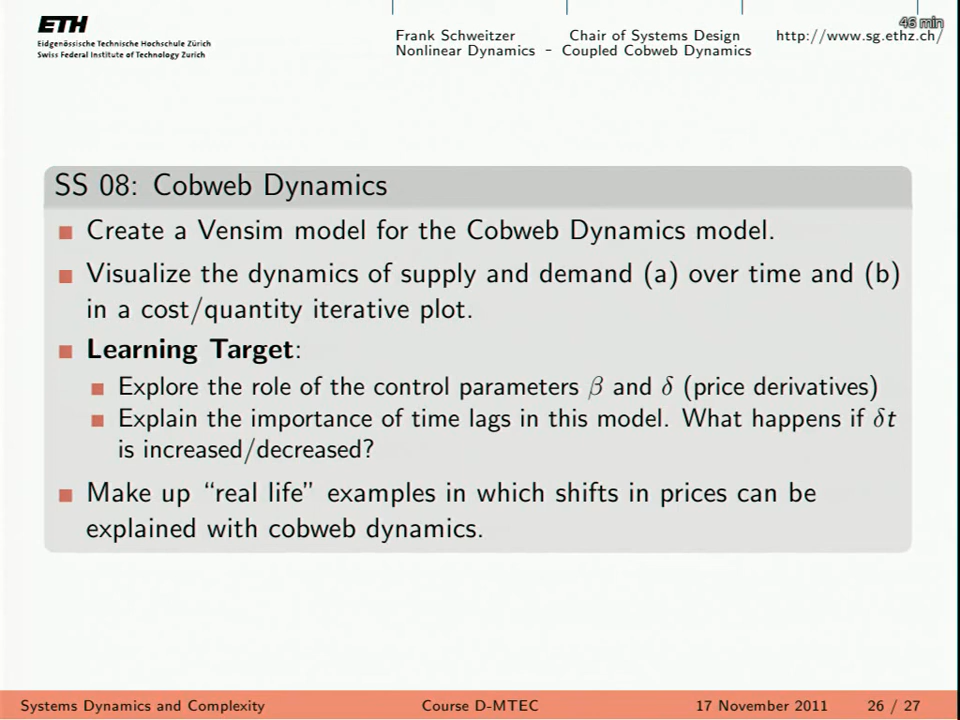 ETH
Eidgenössische Technische Hochschule Zürich
Swiss Federal Institute of Technology Zurich
Frank Schweitzer Chair of Systems Design http://www.sg.ethz.ch/
Nonlinear Dynamics - Coupled Cobweb Dynamics
46 min
SS 08: Cobweb Dynamics
Create a Vensim model for the Cobweb Dynamics model.
Visualize the dynamics of supply and demand (a) over time and (b)
in a cost/quantity iterative plot.
Learning Target:
Explore the role of the control parameters β and δ (price derivatives)
Explain the importance of time lags in this model. What happens if δt
is increased/decreased?
Make up “real life” examples in which shifts in prices can be
explained with cobweb dynamics.
Systems Dynamics and Complexity Course D-MTEC 17 November 2011 26 / 27